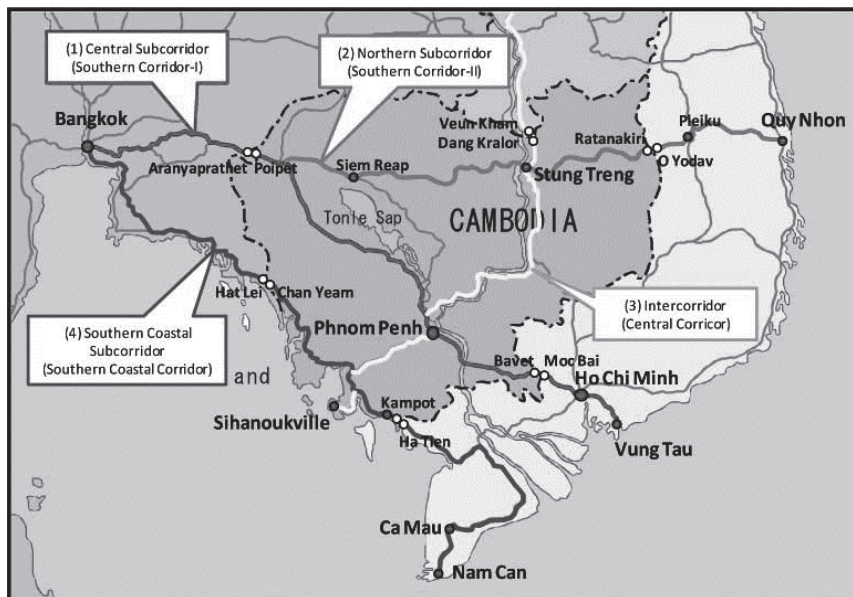 (1) Central Subcorridor
(Southern Corridor-I)
(2) Northern Subcorridor
(Southern Corridor-II)
Bangkok
Veun Kham
Dang Kralor
Ratanakiri
Pleiku
Quy Nhon
O Yadav
Aranyaprathet
Poipet
Siem Reap
Stung Treng
Tonle Sap
CAMBODIA
Hat Lei
Chan Yeam
(3) Intercorridor
(Central Corricor)
(4) Southern Coastal
Subcorridor
(Southern Coastal Corridor)
and
Phnom Penh
Bavet
Moc Bai
Ho Chi Minh
Sihanoukville
Kampot
Ha Tien
Vung Tau
Ca Mau
Nam Can